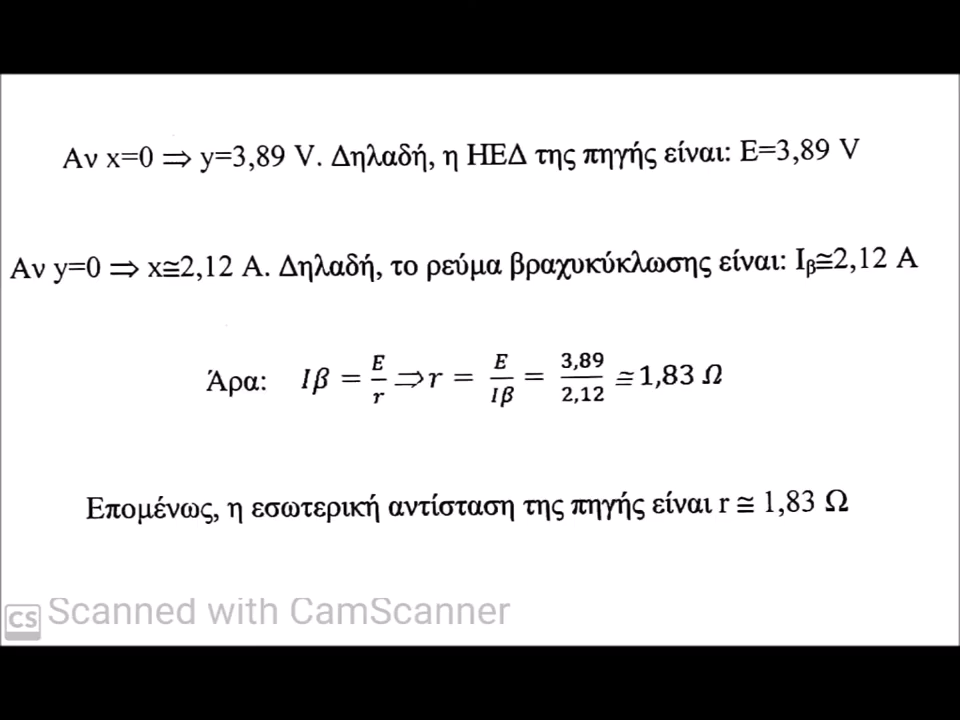 Αν x=0 ⇒ y=3,89 V. Δηλαδή, η ΗΕΔ της πηγής είναι: E=3,89 V
Αν y=0 ⇒ x≅2,12 A. Δηλαδή, το ρεύμα βραχυκύκλωσης είναι: Iβ≅2,12 A
Άρα: Iβ = E/r ⇒ r = E/Iβ = 3,89/2,12 ≅ 1,83 Ω
Επομένως, η εσωτερική αντίσταση της πηγής είναι r ≅ 1,83 Ω
CS Scanned with CamScanner